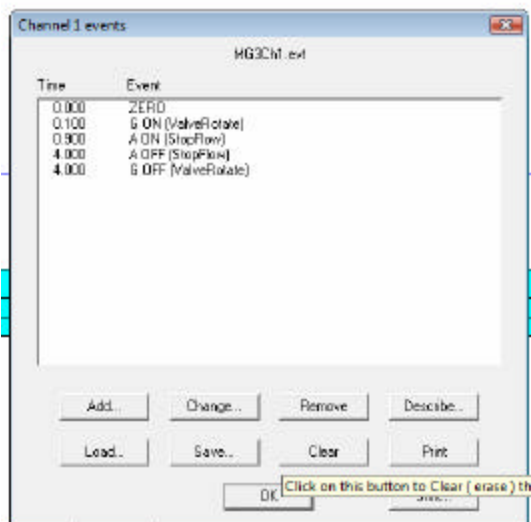 Channel 1 events
MG3Ch1.evt
Time Event
0.000 ZERO
0.100 G ON (ValveRotate)
0.900 A ON (StopFlow)
4.000 A OFF (StopFlow)
4.000 G OFF (ValveRotate)
Add... Change... Remove Describe...
Load... Save... Clear Print
OK
Click on this button to Clear ( erase ) th